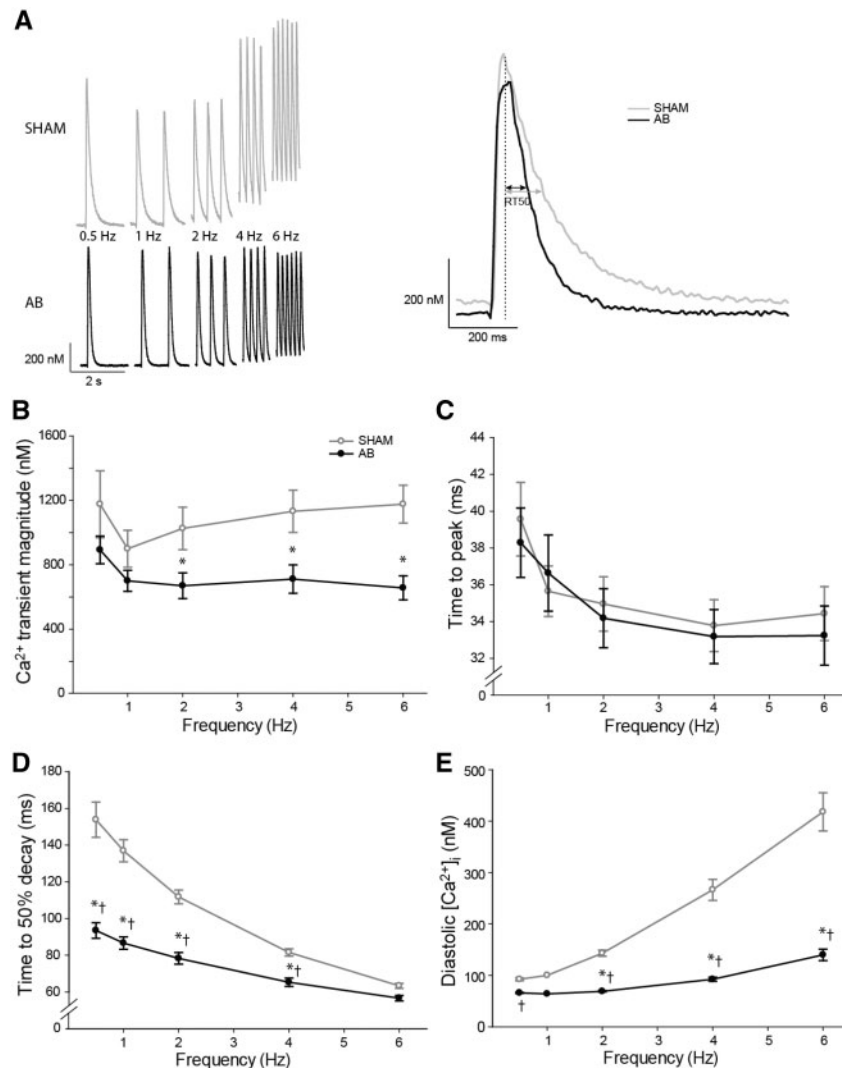 A
SHAM
0.5 Hz
1 Hz
2 Hz
4 Hz
6 Hz
AB
200 nM
2 s
SHAM
AB
RT50
200 nM
200 ms
B
Ca²⁺ transient magnitude (nM)
1600
1200
800
400
0
SHAM
AB
*
*
*
1 2 3 4 5 6
Frequency (Hz)
C
Time to peak (ms)
44
42
40
38
36
34
32
0
1 2 3 4 5 6
Frequency (Hz)
D
Time to 50% decay (ms)
180
160
140
120
100
80
60
0
*†
*†
*†
*†
1 2 3 4 5 6
Frequency (Hz)
E
Diastolic [Ca²⁺]i (nM)
500
400
300
200
100
0
†
*†
*†
*†
1 2 3 4 5 6
Frequency (Hz)